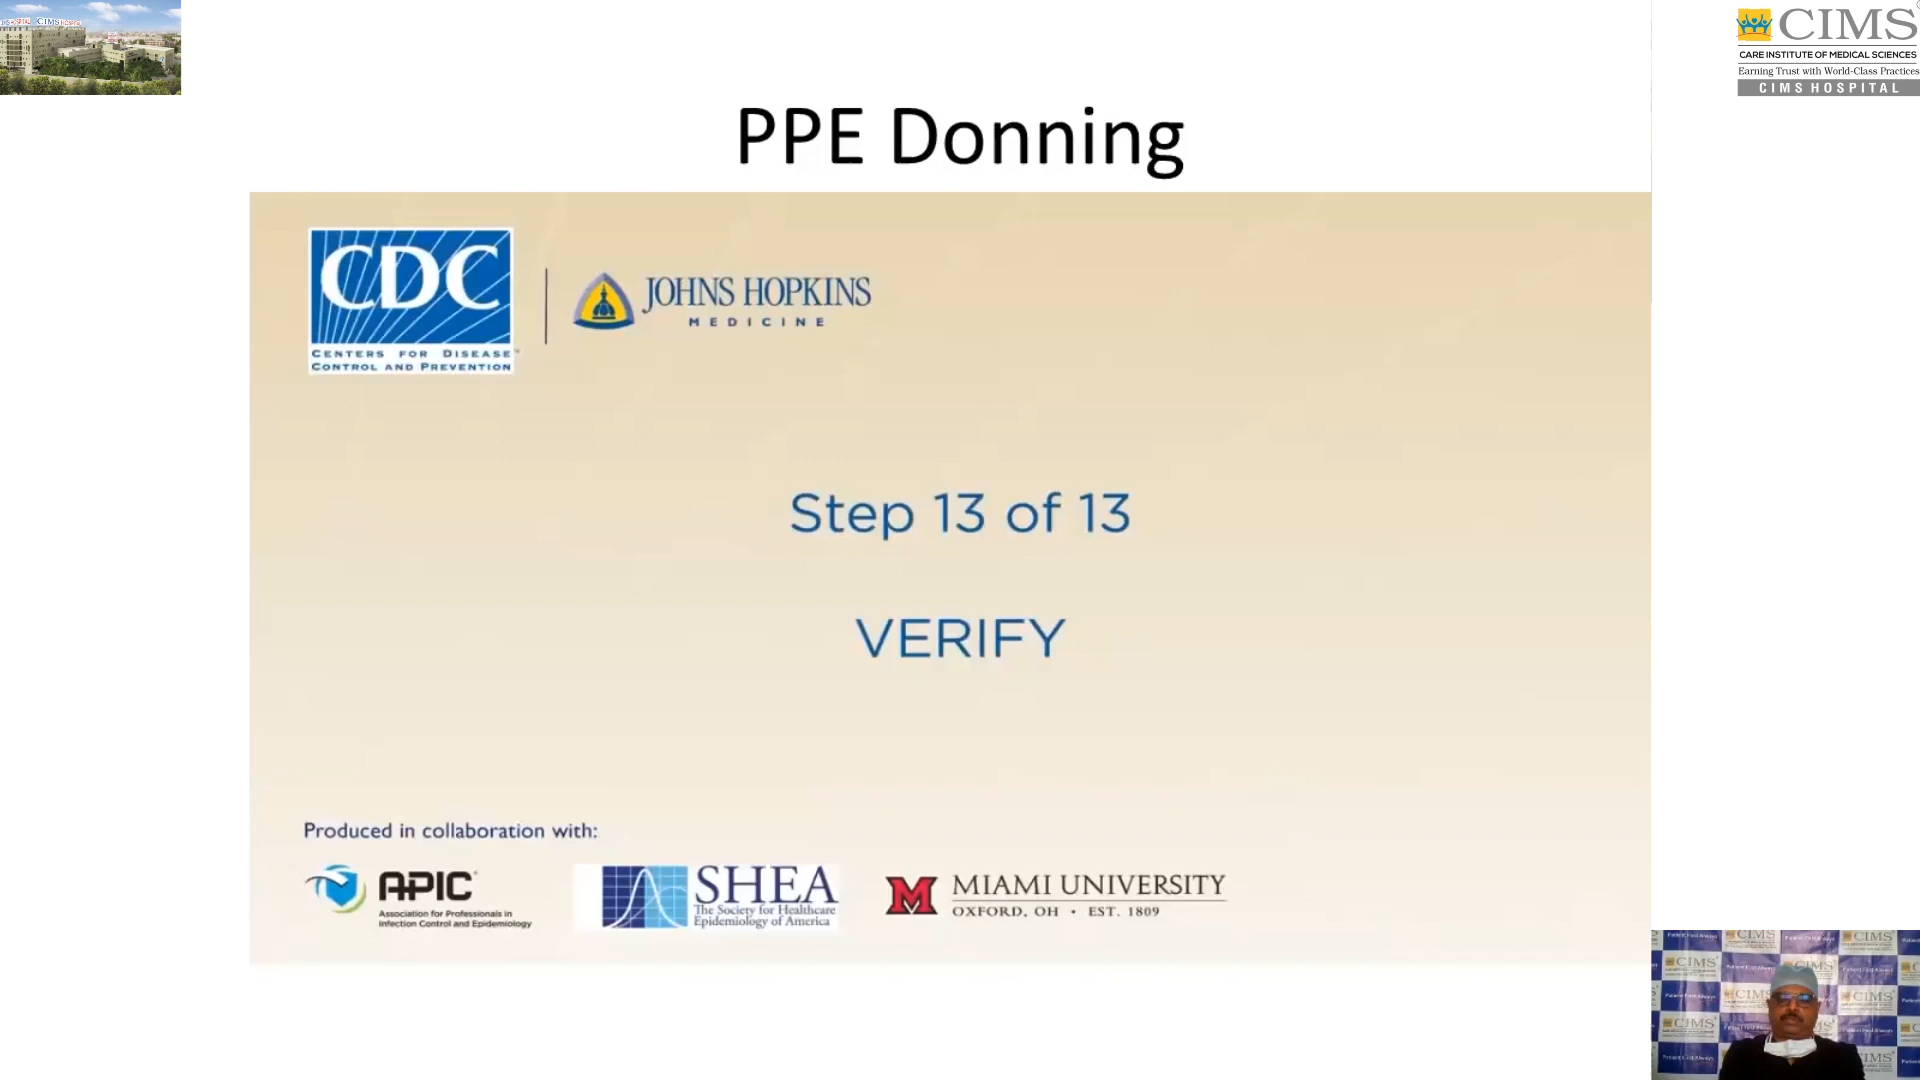 CIMS
CARE INSTITUTE OF MEDICAL SCIENCES
Earning Trust with World-Class Practices
CIMS HOSPITAL
PPE Donning
CDC
CENTERS FOR DISEASE
CONTROL AND PREVENTION
JOHNS HOPKINS
MEDICINE
Step 13 of 13
VERIFY
Produced in collaboration with:
APIC
Association for Professionals in
Infection Control and Epidemiology
SHEA
The Society for Healthcare
Epidemiology of America
M
MIAMI UNIVERSITY
OXFORD, OH • EST. 1809